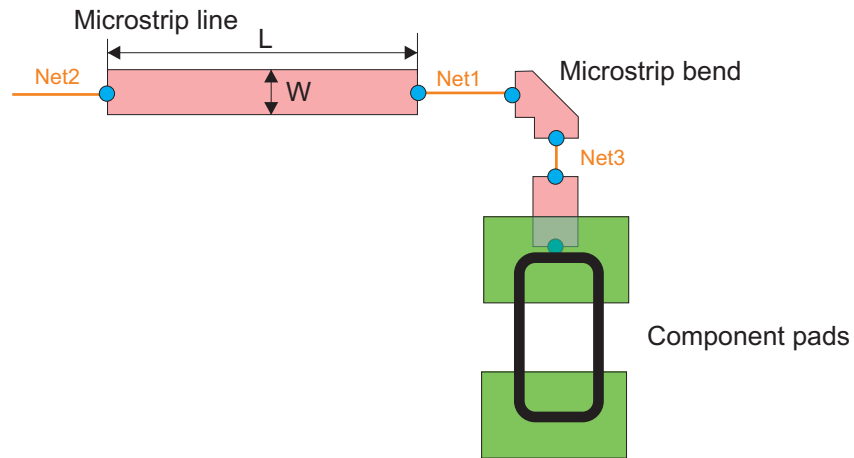 Microstrip line
L
Net2
W
Net1
Microstrip bend
Net3
Component pads